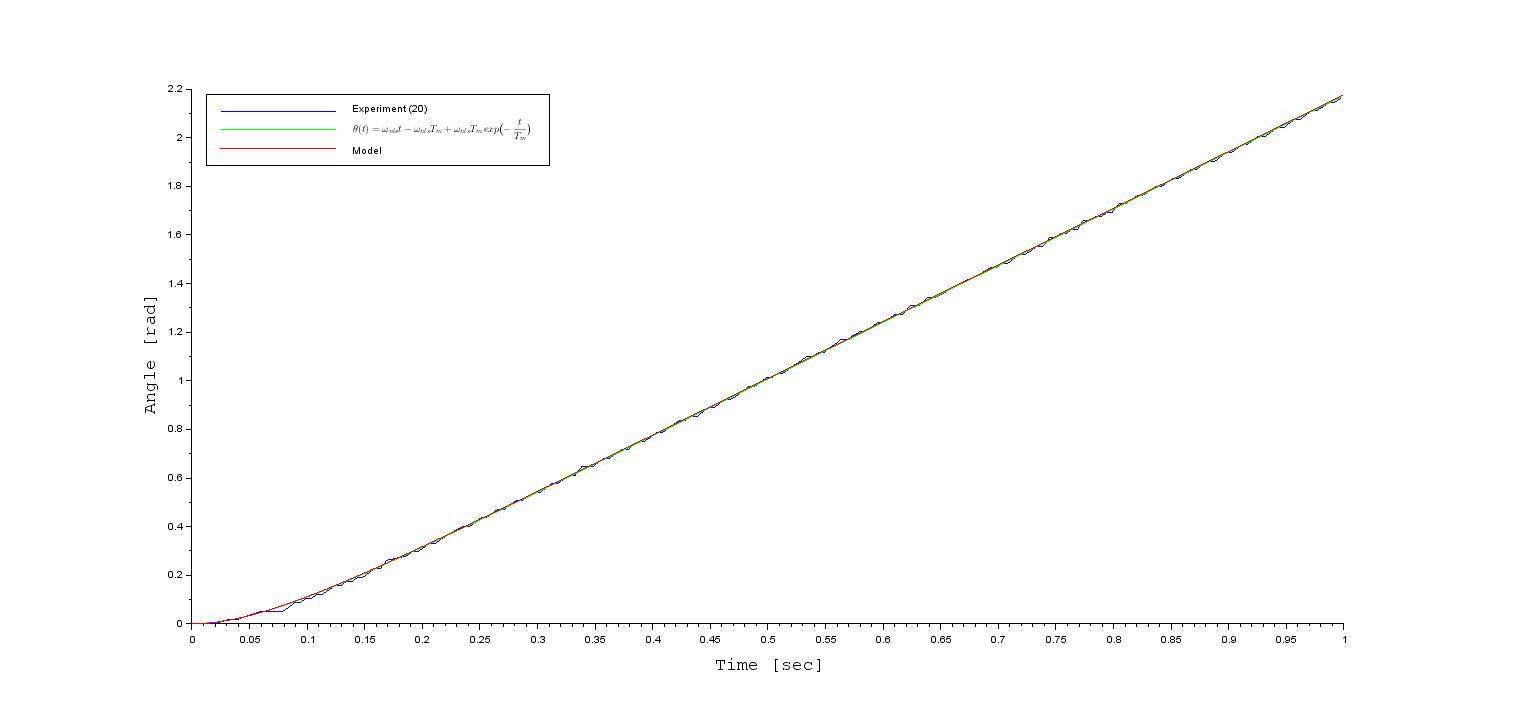 2.2
Experiment (20)
θ(t) = ω_nls t − ω_nls T_m + ω_nls T_m exp(− t/T_m)
Model
2
1.8
1.6
1.4
1.2
1
0.8
0.6
0.4
0.2
0
Angle [rad]
0 0.05 0.1 0.15 0.2 0.25 0.3 0.35 0.4 0.45 0.5 0.55 0.6 0.65 0.7 0.75 0.8 0.85 0.9 0.95 1
Time [sec]